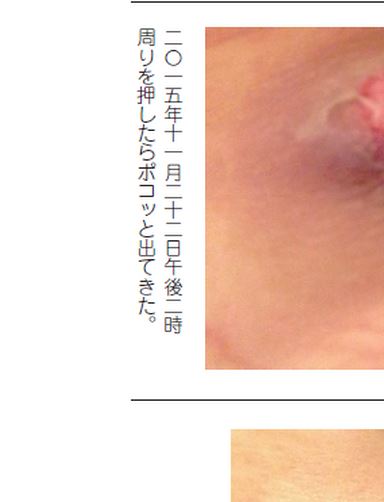 二〇一五年十一月二十二日午後二時
周りを押したらポコッと出てきた。